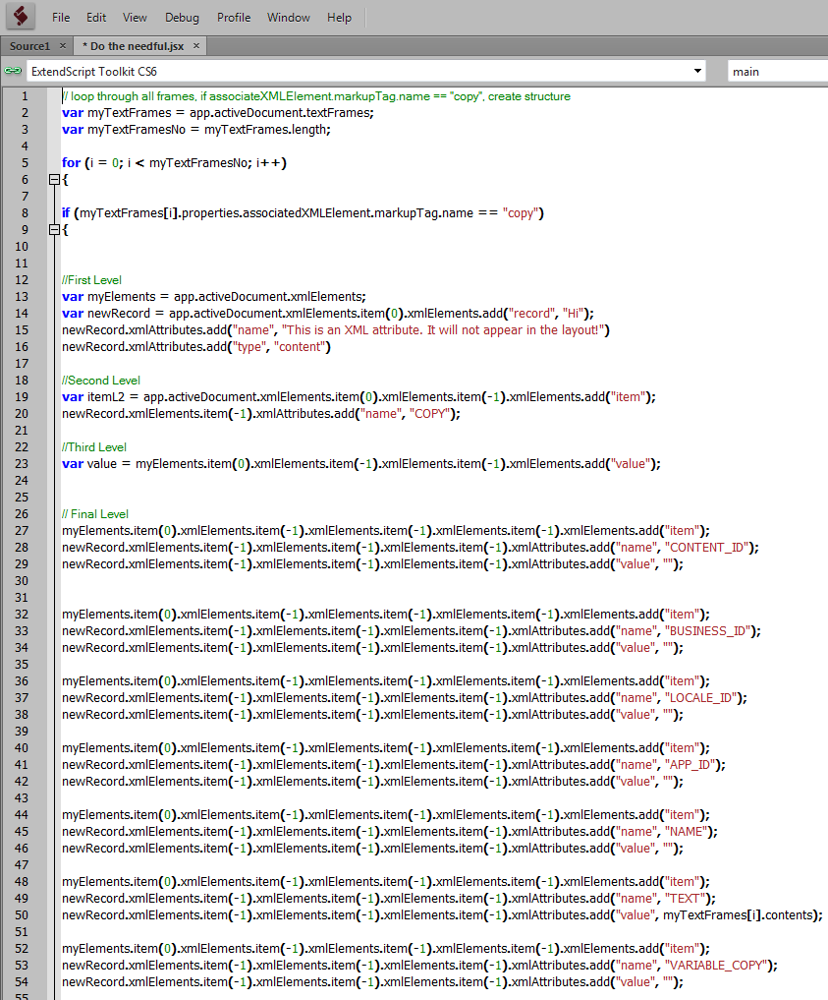 File Edit View Debug Profile Window Help
Source1 × * Do the needful.jsx ×
ExtendScript Toolkit CS6 main
1 // loop through all frames, if associateXMLElement.markupTag.name == "copy", create structure
2 var myTextFrames = app.activeDocument.textFrames;
3 var myTextFramesNo = myTextFrames.length;
4
5 for (i = 0; i < myTextFramesNo; i++)
6 {
7
8 if (myTextFrames[i].properties.associatedXMLElement.markupTag.name == "copy")
9 {
10
11
12 //First Level
13 var myElements = app.activeDocument.xmlElements;
14 var newRecord = app.activeDocument.xmlElements.item(0).xmlElements.add("record", "Hi");
15 newRecord.xmlAttributes.add("name", "This is an XML attribute. It will not appear in the layout!")
16 newRecord.xmlAttributes.add("type", "content")
17
18 //Second Level
19 var itemL2 = app.activeDocument.xmlElements.item(0).xmlElements.item(-1).xmlElements.add("item");
20 newRecord.xmlElements.item(-1).xmlAttributes.add("name", "COPY");
21
22 //Third Level
23 var value = myElements.item(0).xmlElements.item(-1).xmlElements.item(-1).xmlElements.add("value");
24
25
26 // Final Level
27 myElements.item(0).xmlElements.item(-1).xmlElements.item(-1).xmlElements.item(-1).xmlElements.add("item");
28 newRecord.xmlElements.item(-1).xmlElements.item(-1).xmlElements.item(-1).xmlAttributes.add("name", "CONTENT_ID");
29 newRecord.xmlElements.item(-1).xmlElements.item(-1).xmlElements.item(-1).xmlAttributes.add("value", "");
30
31
32 myElements.item(0).xmlElements.item(-1).xmlElements.item(-1).xmlElements.item(-1).xmlElements.add("item");
33 newRecord.xmlElements.item(-1).xmlElements.item(-1).xmlElements.item(-1).xmlAttributes.add("name", "BUSINESS_ID");
34 newRecord.xmlElements.item(-1).xmlElements.item(-1).xmlElements.item(-1).xmlAttributes.add("value", "");
35
36 myElements.item(0).xmlElements.item(-1).xmlElements.item(-1).xmlElements.item(-1).xmlElements.add("item");
37 newRecord.xmlElements.item(-1).xmlElements.item(-1).xmlElements.item(-1).xmlAttributes.add("name", "LOCALE_ID");
38 newRecord.xmlElements.item(-1).xmlElements.item(-1).xmlElements.item(-1).xmlAttributes.add("value", "");
39
40 myElements.item(0).xmlElements.item(-1).xmlElements.item(-1).xmlElements.item(-1).xmlElements.add("item");
41 newRecord.xmlElements.item(-1).xmlElements.item(-1).xmlElements.item(-1).xmlAttributes.add("name", "APP_ID");
42 newRecord.xmlElements.item(-1).xmlElements.item(-1).xmlElements.item(-1).xmlAttributes.add("value", "");
43
44 myElements.item(0).xmlElements.item(-1).xmlElements.item(-1).xmlElements.item(-1).xmlElements.add("item");
45 newRecord.xmlElements.item(-1).xmlElements.item(-1).xmlElements.item(-1).xmlAttributes.add("name", "NAME");
46 newRecord.xmlElements.item(-1).xmlElements.item(-1).xmlElements.item(-1).xmlAttributes.add("value", "");
47
48 myElements.item(0).xmlElements.item(-1).xmlElements.item(-1).xmlElements.item(-1).xmlElements.add("item");
49 newRecord.xmlElements.item(-1).xmlElements.item(-1).xmlElements.item(-1).xmlAttributes.add("name", "TEXT");
50 newRecord.xmlElements.item(-1).xmlElements.item(-1).xmlElements.item(-1).xmlAttributes.add("value", myTextFrames[i].contents);
51
52 myElements.item(0).xmlElements.item(-1).xmlElements.item(-1).xmlElements.item(-1).xmlElements.add("item");
53 newRecord.xmlElements.item(-1).xmlElements.item(-1).xmlElements.item(-1).xmlAttributes.add("name", "VARIABLE_COPY");
54 newRecord.xmlElements.item(-1).xmlElements.item(-1).xmlElements.item(-1).xmlAttributes.add("value", "");
55